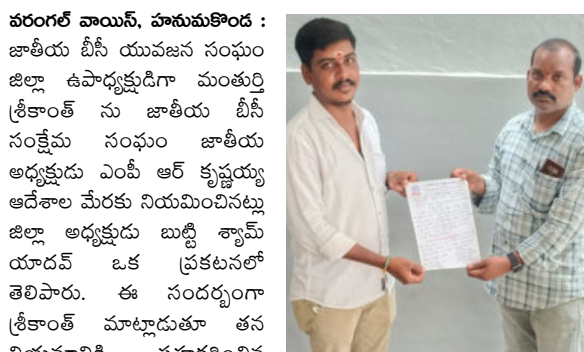 వరంగల్ వాయిస్, హనుమకొండ :
జాతీయ బీసీ యువజన సంఘం
జిల్లా ఉపాధ్యక్షుడిగా మంతుర్తి
శ్రీకాంత్ ను జాతీయ బీసీ
సంక్షేమ సంఘం జాతీయ
అధ్యక్షుడు ఎంపీ ఆర్ కృష్ణయ్య
ఆదేశాల మేరకు నియమించినట్లు
జిల్లా అధ్యక్షుడు బుట్టి శ్యామ్
యాదవ్ ఒక ప్రకటనలో
తెలిపారు. ఈ సందర్భంగా
శ్రీకాంత్ మాట్లాడుతూ తన